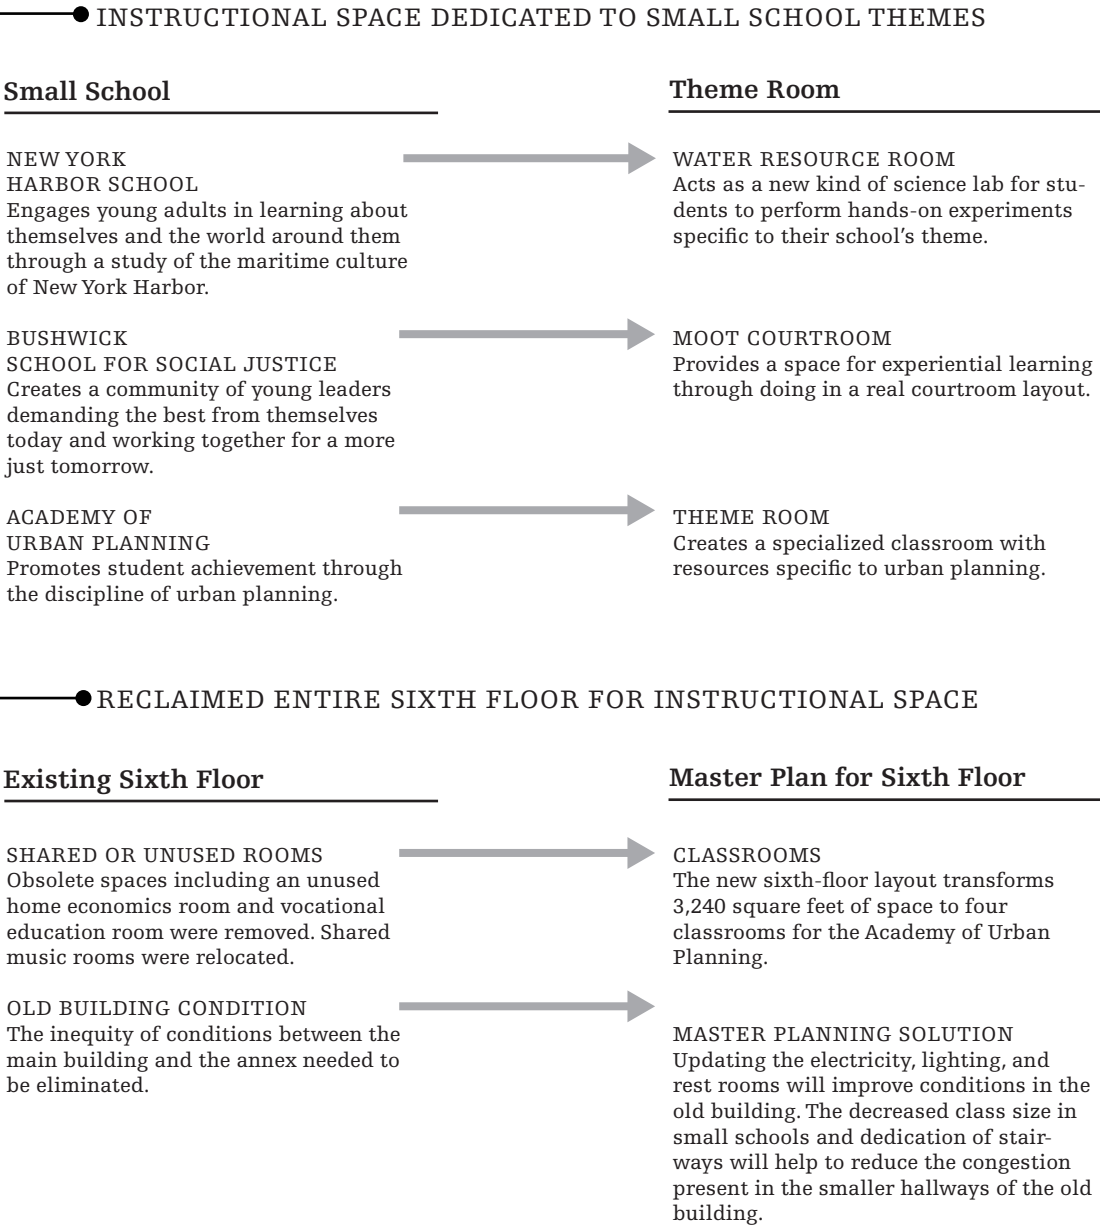 INSTRUCTIONAL SPACE DEDICATED TO SMALL SCHOOL THEMES
Small School
Theme Room
NEW YORK
HARBOR SCHOOL
Engages young adults in learning about
themselves and the world around them
through a study of the maritime culture
of New York Harbor.
WATER RESOURCE ROOM
Acts as a new kind of science lab for stu-
dents to perform hands-on experiments
specific to their school's theme.
BUSHWICK
SCHOOL FOR SOCIAL JUSTICE
Creates a community of young leaders
demanding the best from themselves
today and working together for a more
just tomorrow.
MOOT COURTROOM
Provides a space for experiential learning
through doing in a real courtroom layout.
ACADEMY OF
URBAN PLANNING
Promotes student achievement through
the discipline of urban planning.
THEME ROOM
Creates a specialized classroom with
resources specific to urban planning.
RECLAIMED ENTIRE SIXTH FLOOR FOR INSTRUCTIONAL SPACE
Existing Sixth Floor
Master Plan for Sixth Floor
SHARED OR UNUSED ROOMS
Obsolete spaces including an unused
home economics room and vocational
education room were removed. Shared
music rooms were relocated.
CLASSROOMS
The new sixth-floor layout transforms
3,240 square feet of space to four
classrooms for the Academy of Urban
Planning.
OLD BUILDING CONDITION
The inequity of conditions between the
main building and the annex needed to
be eliminated.
MASTER PLANNING SOLUTION
Updating the electricity, lighting, and
rest rooms will improve conditions in the
old building. The decreased class size in
small schools and dedication of stair-
ways will help to reduce the congestion
present in the smaller hallways of the old
building.